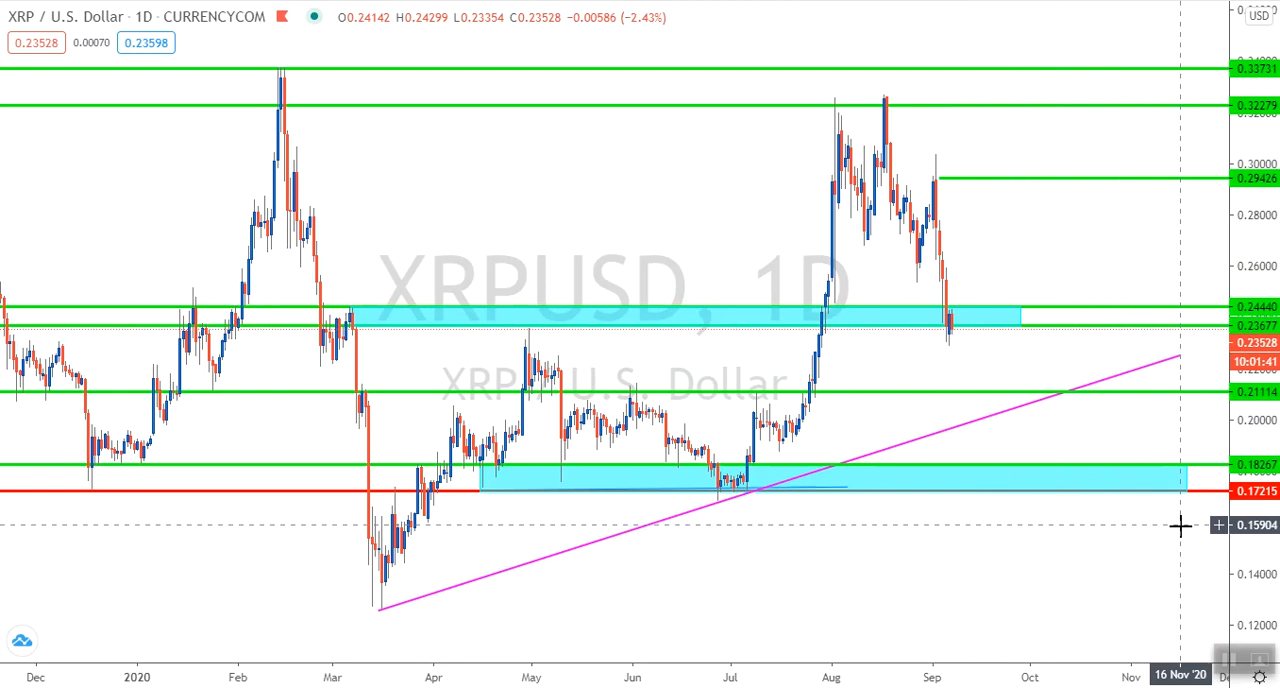 XRP / U.S. Dollar · 1D · CURRENCYCOM O0.24142 H0.24299 L0.23354 C0.23528 −0.00586 (−2.43%)
USD
0.23528 0.00070 0.23598
0.33731
0.32279
0.30000
0.29426
0.28000
XRPUSD, 1D
0.26000
0.24440
0.23677
0.23528
10:01:41
XRP / U.S. Dollar
0.21114
0.20000
0.18267
0.17215
0.15904
0.14000
0.12000
Dec 2020 Feb Mar Apr May Jun Jul Aug Sep Oct Nov 16 Nov '20